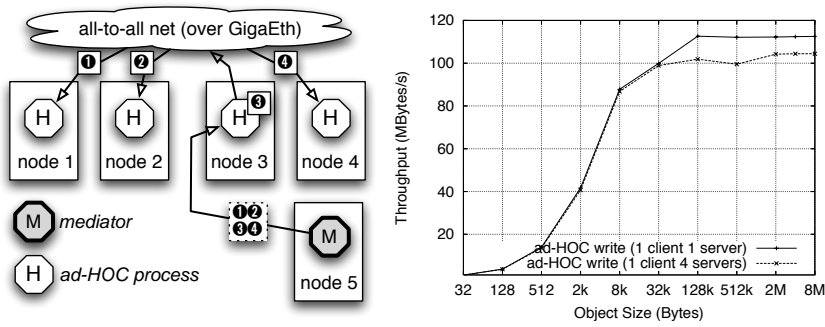 all-to-all net (over GigaEth)
❶ ❷ ❹
H H H ❸ H
node 1 node 2 node 3 node 4
❶❷
❸❹
M mediator
M
H ad-HOC process
node 5
Throughput (MBytes/s)
120
100
80
60
40
20
ad-HOC write (1 client 1 server)
ad-HOC write (1 client 4 servers)
32 128 512 2k 8k 32k 128k 512k 2M 8M
Object Size (Bytes)